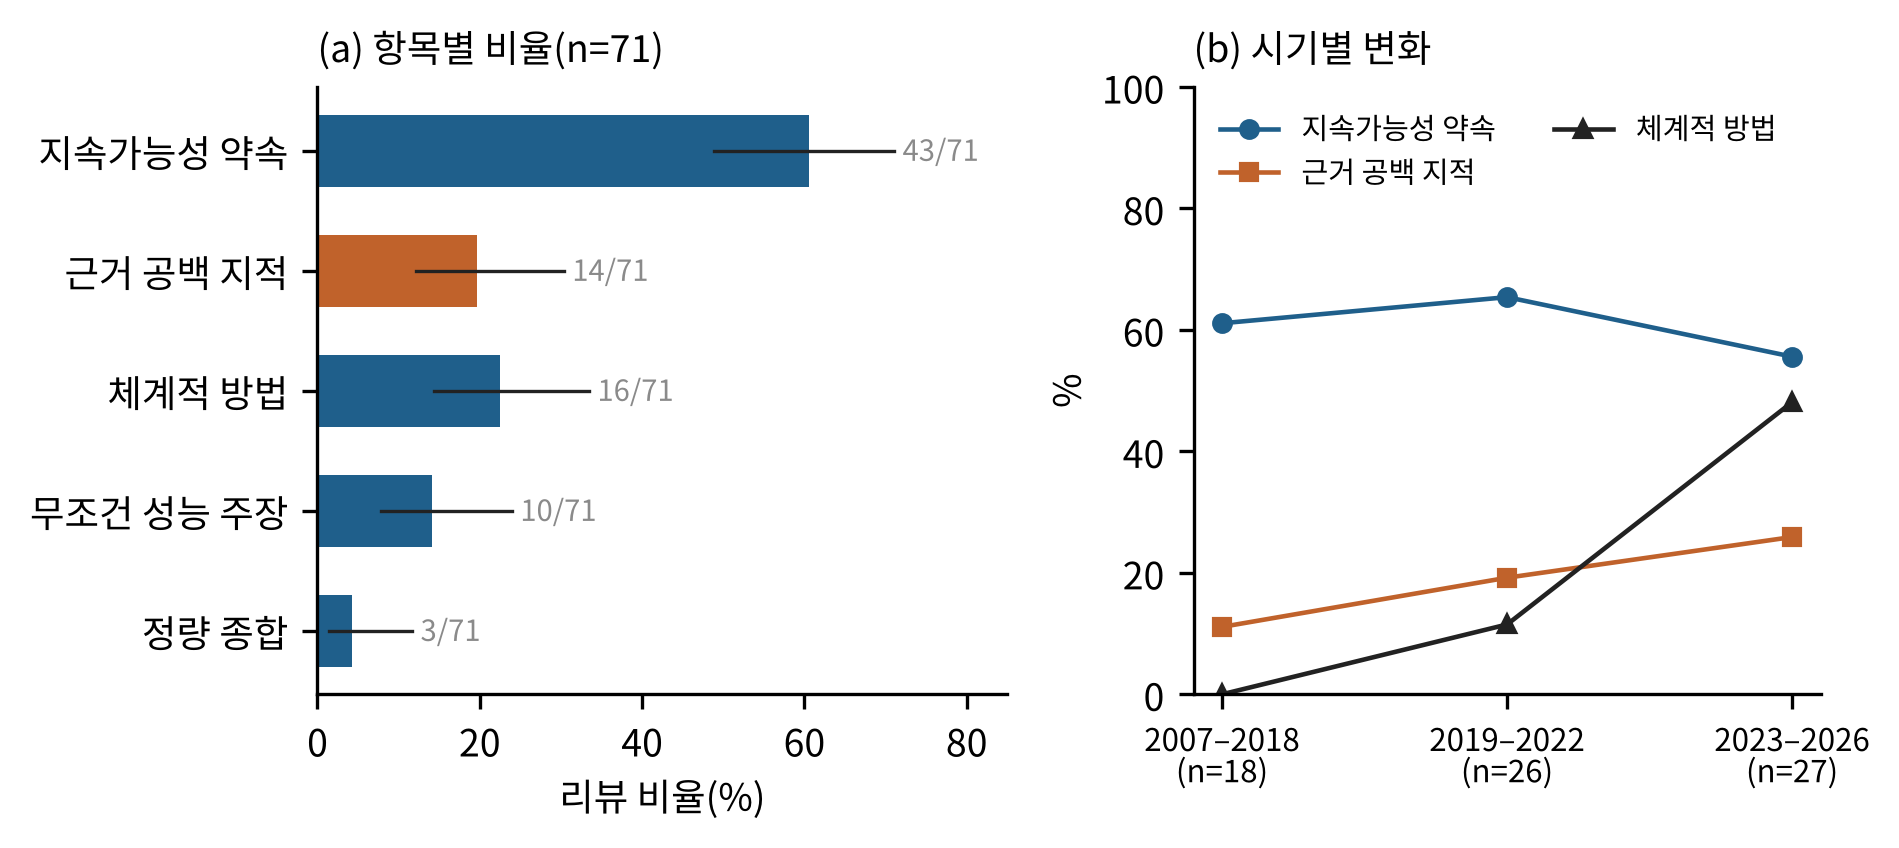 (a) 항목별 비율(n=71)
지속가능성 약속
43/71
근거 공백 지적
14/71
체계적 방법
16/71
무조건 성능 주장
10/71
정량 종합
3/71
0 20 40 60 80
리뷰 비율(%)
(b) 시기별 변화
100
80
60
40
20
0
%
지속가능성 약속
근거 공백 지적
체계적 방법
2007–2018 2019–2022 2023–2026
(n=18) (n=26) (n=27)